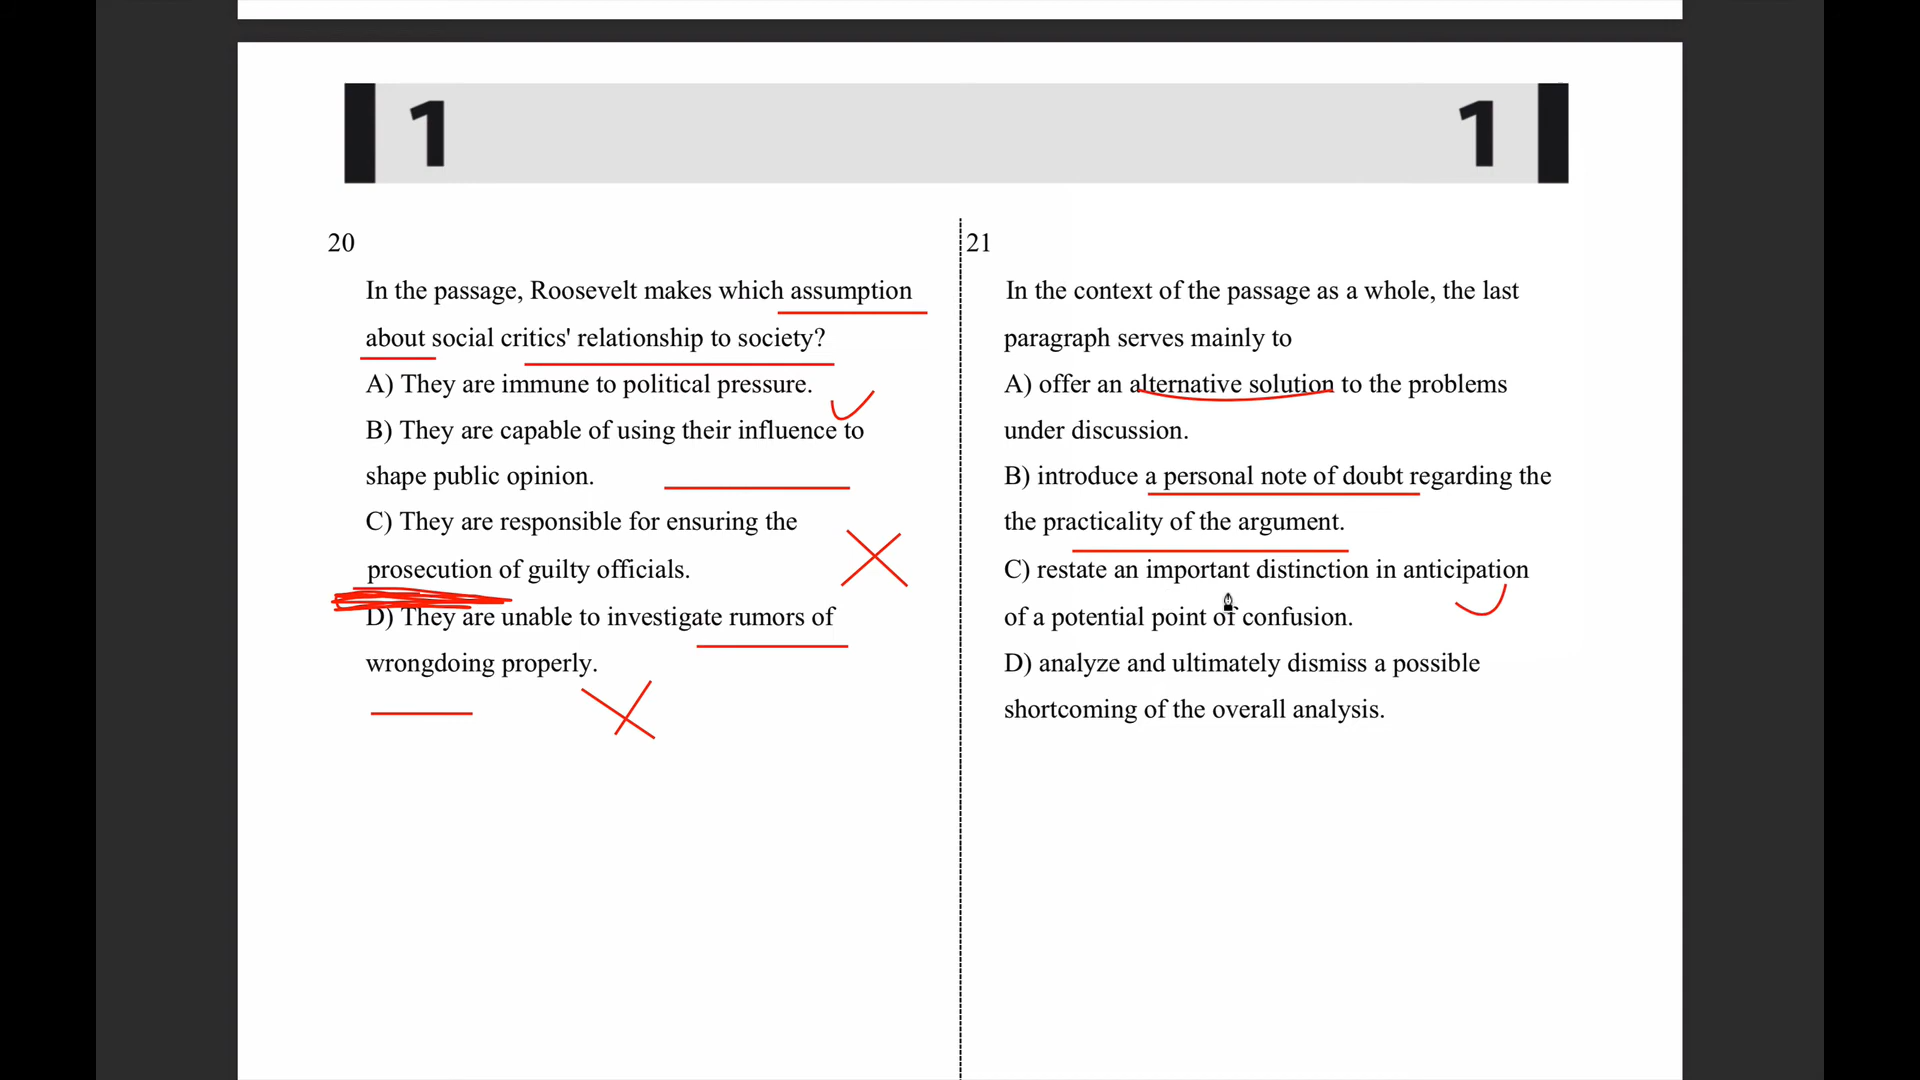 1 1
20
In the passage, Roosevelt makes which assumption
about social critics' relationship to society?
A) They are immune to political pressure.
B) They are capable of using their influence to
shape public opinion.
C) They are responsible for ensuring the
prosecution of guilty officials.
D) They are unable to investigate rumors of
wrongdoing properly.
21
In the context of the passage as a whole, the last
paragraph serves mainly to
A) offer an alternative solution to the problems
under discussion.
B) introduce a personal note of doubt regarding the
the practicality of the argument.
C) restate an important distinction in anticipation
of a potential point of confusion.
D) analyze and ultimately dismiss a possible
shortcoming of the overall analysis.